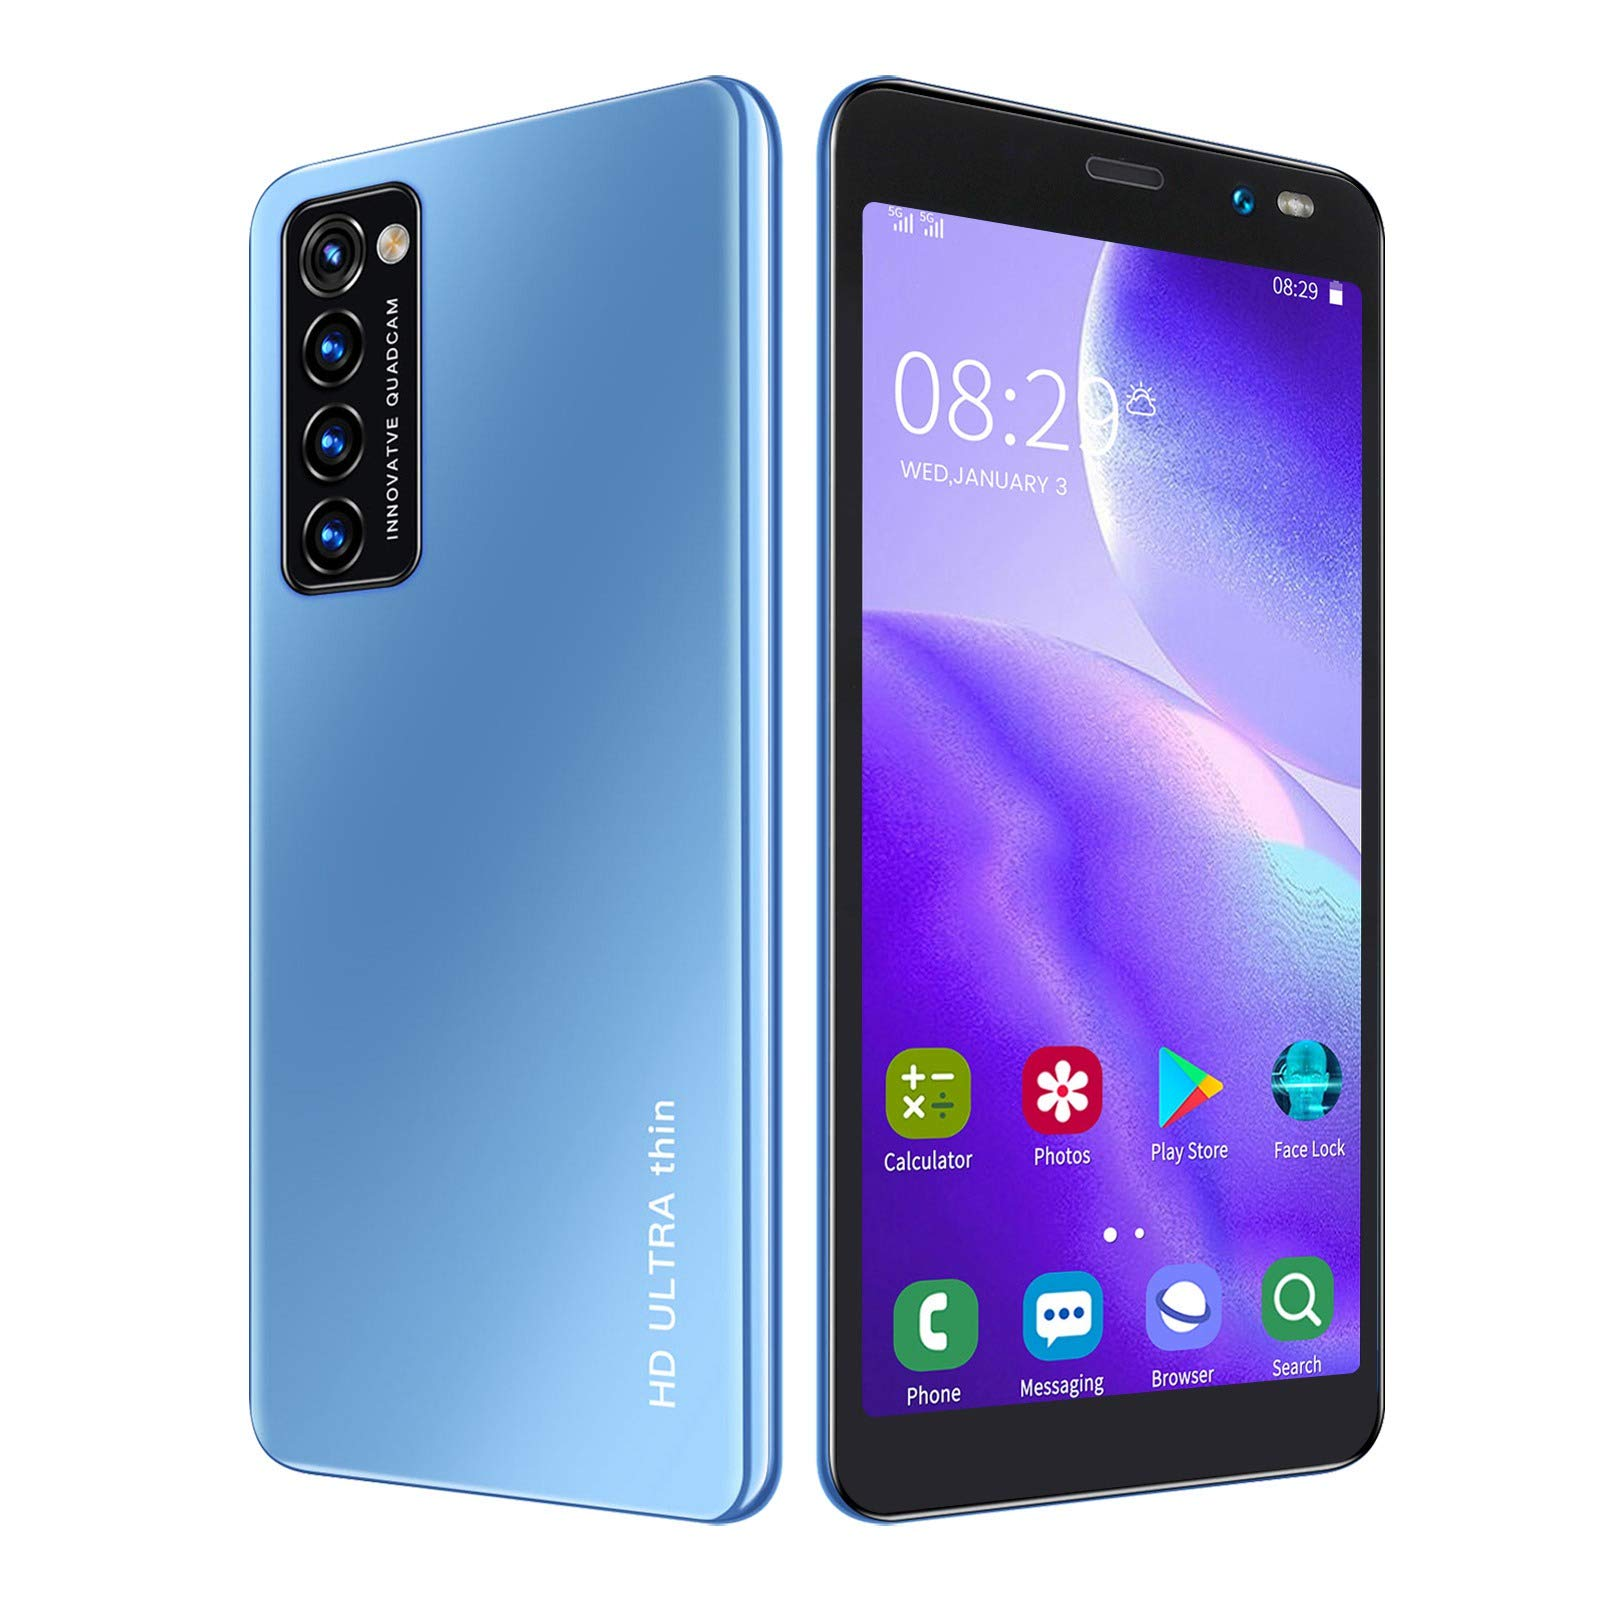 INNOVATVE QUADCAM
HD ULTRA thin
5G 5G
08:29
08:29
WED,JANUARY 3
Calculator
Photos
Play Store
Face Lock
Phone
Messaging
Browser
Search